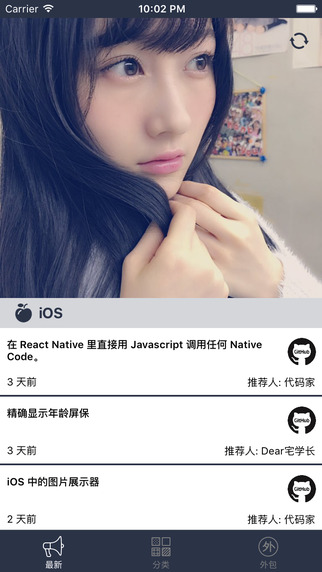 Carrier 10:02 PM
iOS
在 React Native 里直接用 Javascript 调用任何 Native
Code。
GitHub
3 天前 推荐人: 代码家
精确显示年龄屏保
GitHub
3 天前 推荐人: Dear宅学长
iOS 中的图片展示器
GitHub
2 天前 推荐人: 代码家
最新 分类 外 外包